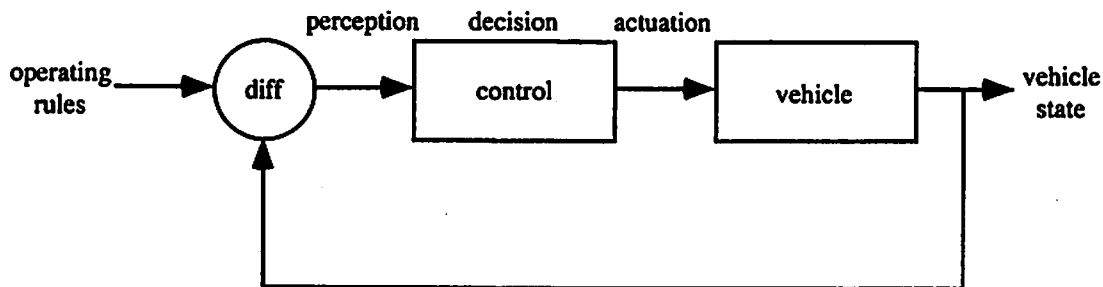 perception decision actuation
operating
rules
diff
control
vehicle
vehicle
state